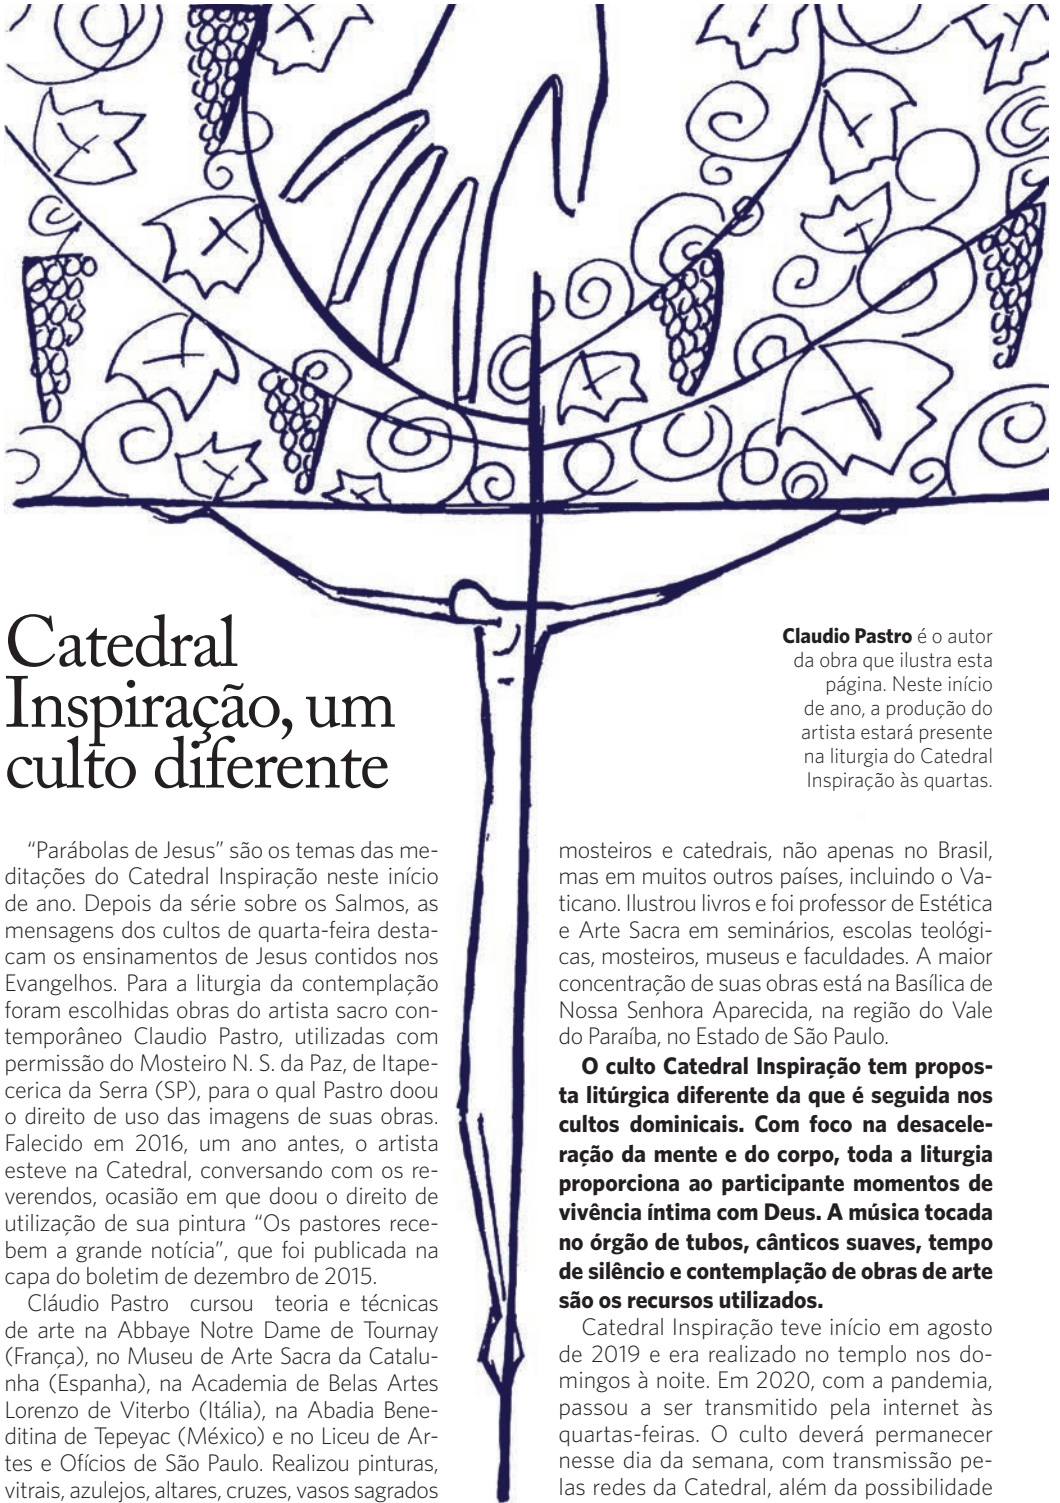 Catedral
Inspiração, um
culto diferente
Claudio Pastro é o autor
da obra que ilustra esta
página. Neste início
de ano, a produção do
artista estará presente
na liturgia do Catedral
Inspiração às quartas.
“Parábolas de Jesus” são os temas das me-
ditações do Catedral Inspiração neste início
de ano. Depois da série sobre os Salmos, as
mensagens dos cultos de quarta-feira desta-
cam os ensinamentos de Jesus contidos nos
Evangelhos. Para a liturgia da contemplação
foram escolhidas obras do artista sacro con-
temporâneo Claudio Pastro, utilizadas com
permissão do Mosteiro N. S. da Paz, de Itape-
cerica da Serra (SP), para o qual Pastro doou
o direito de uso das imagens de suas obras.
Falecido em 2016, um ano antes, o artista
esteve na Catedral, conversando com os re-
verendos, ocasião em que doou o direito de
utilização de sua pintura “Os pastores rece-
bem a grande notícia”, que foi publicada na
capa do boletim de dezembro de 2015.
Cláudio Pastro cursou teoria e técnicas
de arte na Abbaye Notre Dame de Tournay
(França), no Museu de Arte Sacra da Catalu-
nha (Espanha), na Academia de Belas Artes
Lorenzo de Viterbo (Itália), na Abadia Bene-
ditina de Tepeyac (México) e no Liceu de Ar-
tes e Ofícios de São Paulo. Realizou pinturas,
vitrais, azulejos, altares, cruzes, vasos sagrados
mosteiros e catedrais, não apenas no Brasil,
mas em muitos outros países, incluindo o Va-
ticano. Ilustrou livros e foi professor de Estética
e Arte Sacra em seminários, escolas teológi-
cas, mosteiros, museus e faculdades. A maior
concentração de suas obras está na Basílica de
Nossa Senhora Aparecida, na região do Vale
do Paraíba, no Estado de São Paulo.
O culto Catedral Inspiração tem propos-
ta litúrgica diferente da que é seguida nos
cultos dominicais. Com foco na desacele-
ração da mente e do corpo, toda a liturgia
proporciona ao participante momentos de
vivência íntima com Deus. A música tocada
no órgão de tubos, cânticos suaves, tempo
de silêncio e contemplação de obras de arte
são os recursos utilizados.
Catedral Inspiração teve início em agosto
de 2019 e era realizado no templo nos do-
mingos à noite. Em 2020, com a pandemia,
passou a ser transmitido pela internet às
quartas-feiras. O culto deverá permanecer
nesse dia da semana, com transmissão pe-
las redes da Catedral, além da possibilidade